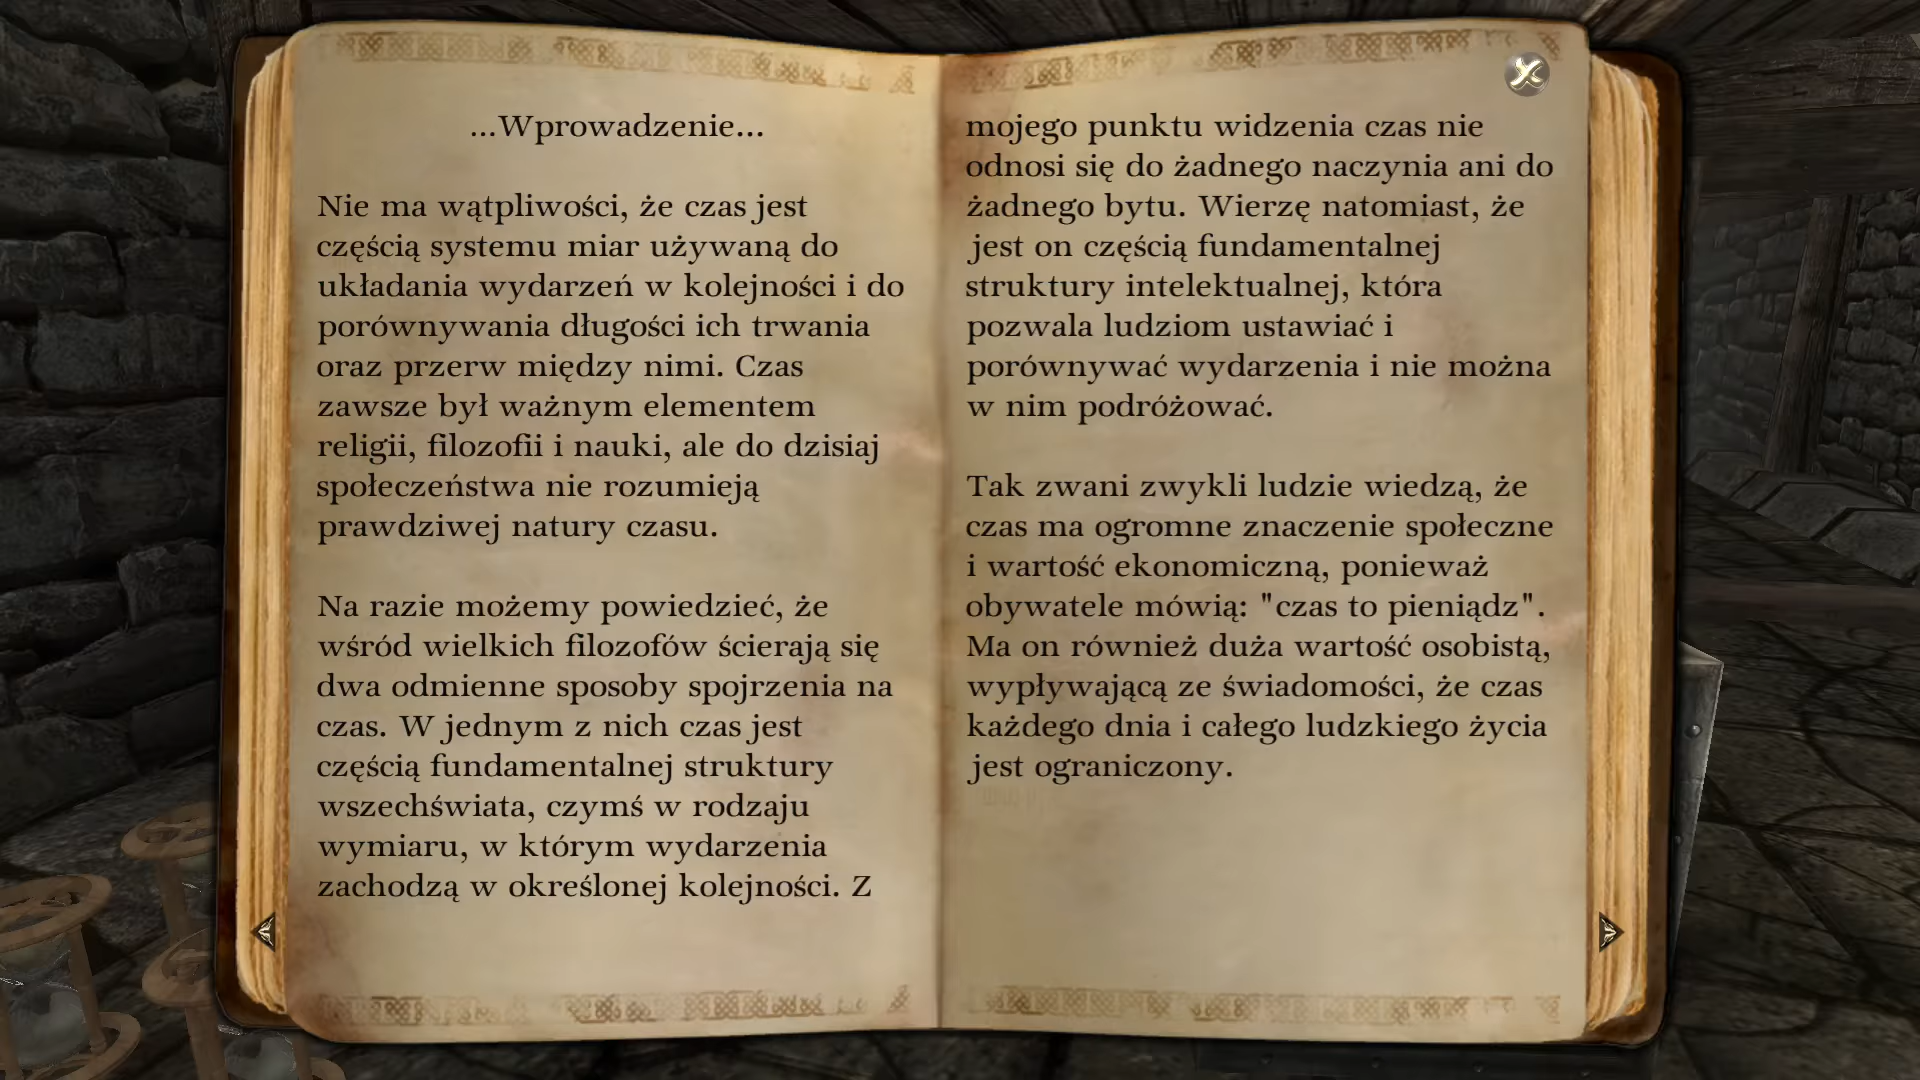 ...Wprowadzenie...
Nie ma wątpliwości, że czas jest
częścią systemu miar używaną do
układania wydarzeń w kolejności i do
porównywania długości ich trwania
oraz przerw między nimi. Czas
zawsze był ważnym elementem
religii, filozofii i nauki, ale do dzisiaj
społeczeństwa nie rozumieją
prawdziwej natury czasu.
Na razie możemy powiedzieć, że
wśród wielkich filozofów ścierają się
dwa odmienne sposoby spojrzenia na
czas. W jednym z nich czas jest
częścią fundamentalnej struktury
wszechświata, czymś w rodzaju
wymiaru, w którym wydarzenia
zachodzą w określonej kolejności. Z
mojego punktu widzenia czas nie
odnosi się do żadnego naczynia ani do
żadnego bytu. Wierzę natomiast, że
jest on częścią fundamentalnej
struktury intelektualnej, która
pozwala ludziom ustawiać i
porównywać wydarzenia i nie można
w nim podróżować.
Tak zwani zwykli ludzie wiedzą, że
czas ma ogromne znaczenie społeczne
i wartość ekonomiczną, ponieważ
obywatele mówią: "czas to pieniądz".
Ma on również duża wartość osobistą,
wypływającą ze świadomości, że czas
każdego dnia i całego ludzkiego życia
jest ograniczony.